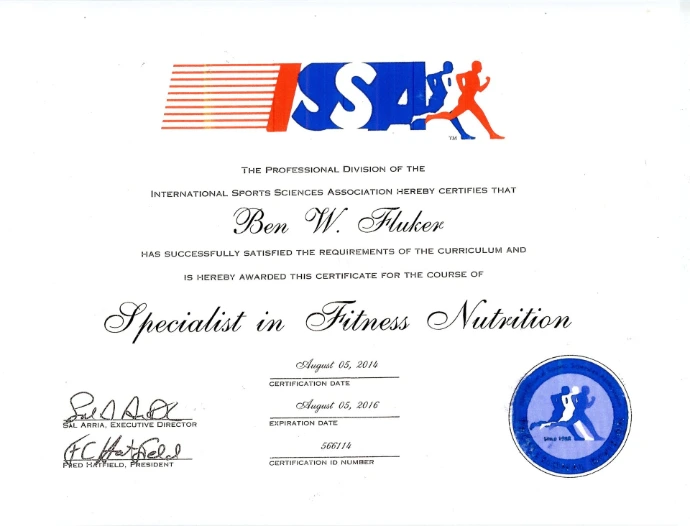 ISSA
TM
THE PROFESSIONAL DIVISION OF THE
INTERNATIONAL SPORTS SCIENCES ASSOCIATION HEREBY CERTIFIES THAT
Ben W. Fluker
HAS SUCCESSFULLY SATISFIED THE REQUIREMENTS OF THE CURRICULUM AND
IS HEREBY AWARDED THIS CERTIFICATE FOR THE COURSE OF
Specialist in Fitness Nutrition
August 05, 2014
CERTIFICATION DATE
August 05, 2016
EXPIRATION DATE
566114
CERTIFICATION ID NUMBER
SAL ARRIA, EXECUTIVE DIRECTOR
FRED HATFIELD, PRESIDENT
SINCE 1988